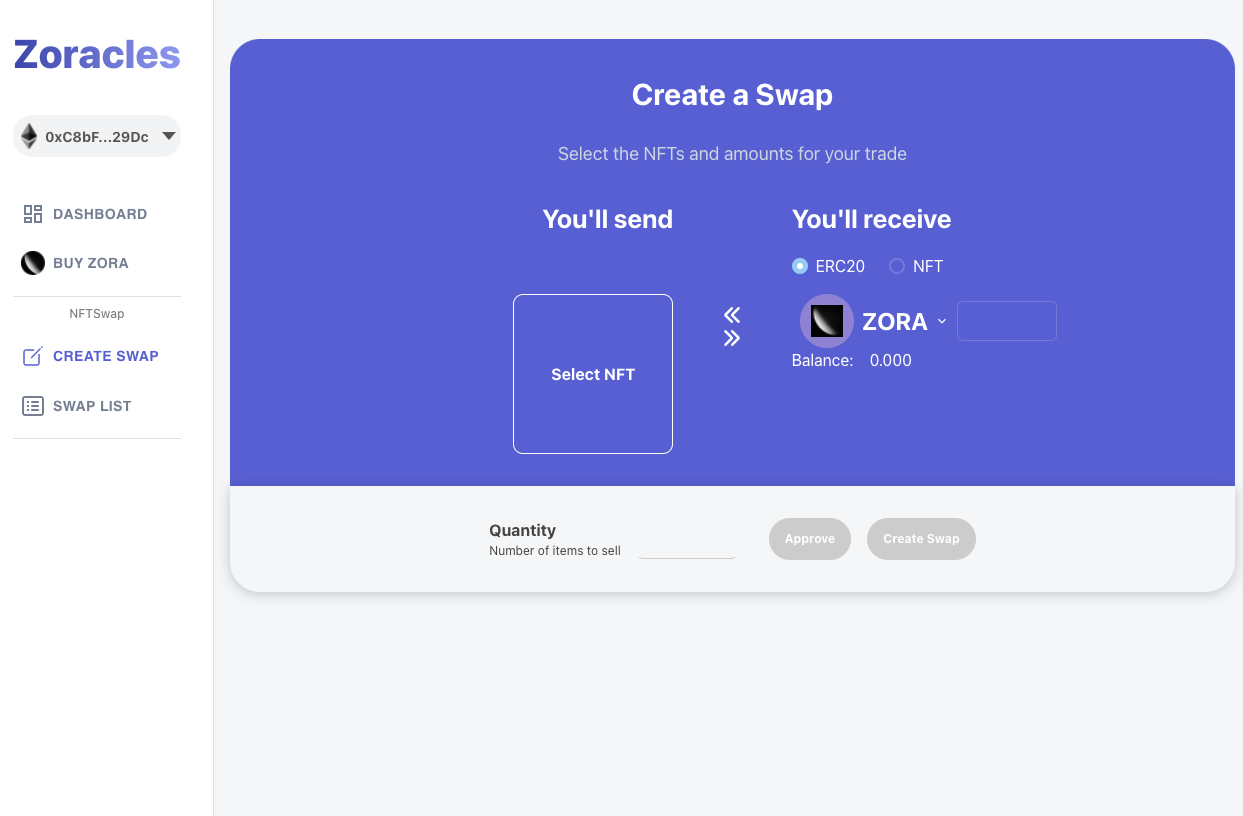 Zoracles
0xC8bF...29Dc
DASHBOARD
BUY ZORA
NFTSwap
CREATE SWAP
SWAP LIST
Create a Swap
Select the NFTs and amounts for your trade
You'll send
Select NFT
You'll receive
ERC20 NFT
ZORA
Balance: 0.000
Quantity
Number of items to sell
Approve
Create Swap